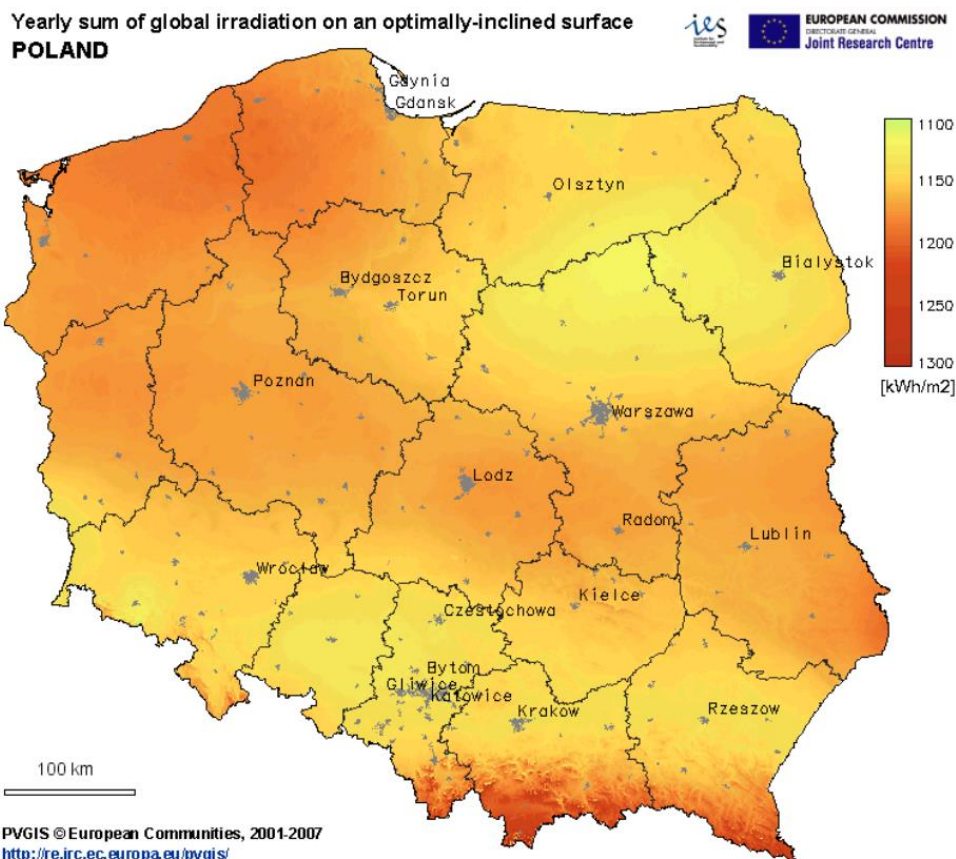 Yearly sum of global irradiation on an optimally-inclined surface
POLAND
ies
EUROPEAN COMMISSION
DIRECTORATE-GENERAL
Joint Research Centre
Gdynia
Gdansk
1100
1150
1200
1250
1300
[kWh/m2]
Olsztyn
Bialystok
Bydgoszcz
Torun
Poznan
Warszawa
Lodz
Radom
Lublin
Wroclaw
Kielce
Czestochowa
Bytom
Gliwice
Katowice
Krakow
Rzeszow
100 km
PVGIS © European Communities, 2001-2007
http://re.jrc.ec.europa.eu/pvgis/